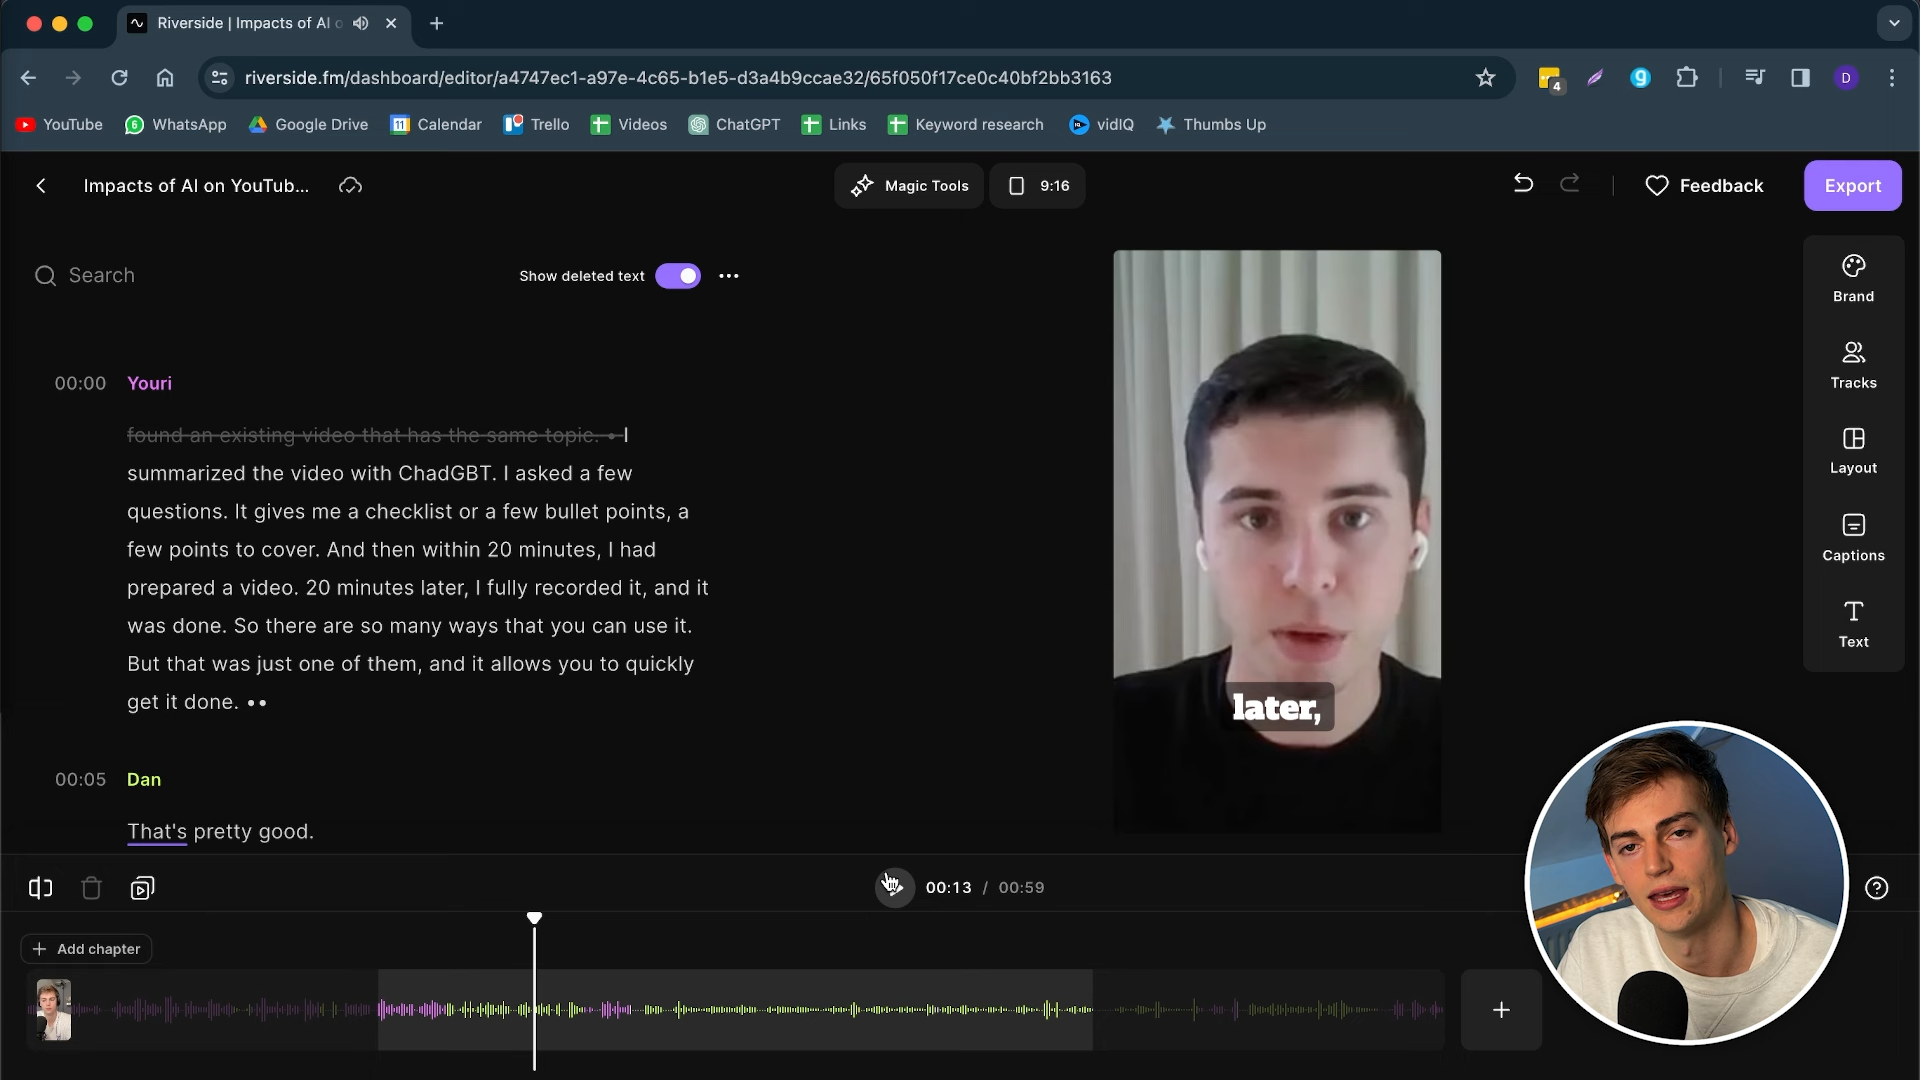 Riverside | Impacts of AI o
riverside.fm/dashboard/editor/a4747ec1-a97e-4c65-b1e5-d3a4b9ccae32/65f050f17ce0c40bf2bb3163
4
D
YouTube
6 WhatsApp
Google Drive
11 Calendar
Trello
Videos
ChatGPT
Links
Keyword research
vidIQ
Thumbs Up
Impacts of AI on YouTub...
Magic Tools
9:16
Feedback
Export
Search
Show deleted text
Brand
Tracks
Layout
Captions
Text
00:00 Youri
found an existing video that has the same topic. • I
summarized the video with ChadGBT. I asked a few
questions. It gives me a checklist or a few bullet points, a
few points to cover. And then within 20 minutes, I had
prepared a video. 20 minutes later, I fully recorded it, and it
was done. So there are so many ways that you can use it.
But that was just one of them, and it allows you to quickly
get it done. ••
later,
00:05 Dan
That's pretty good.
00:13 / 00:59
+ Add chapter